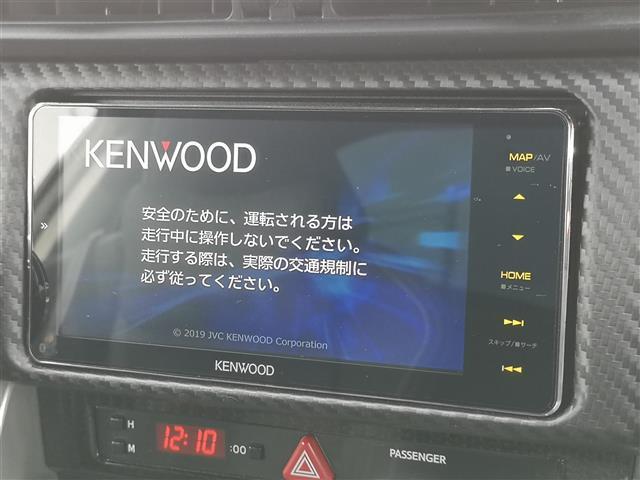 KENWOOD
安全のために、運転される方は
走行中に操作しないでください。
走行する際は、実際の交通規制に
必ず従ってください。
© 2019 JVC KENWOOD Corporation
KENWOOD
MAP/AV
■ VOICE
HOME
■メニュー
スキップ/■サーチ
H
M
12:10
:00
PASSENGER